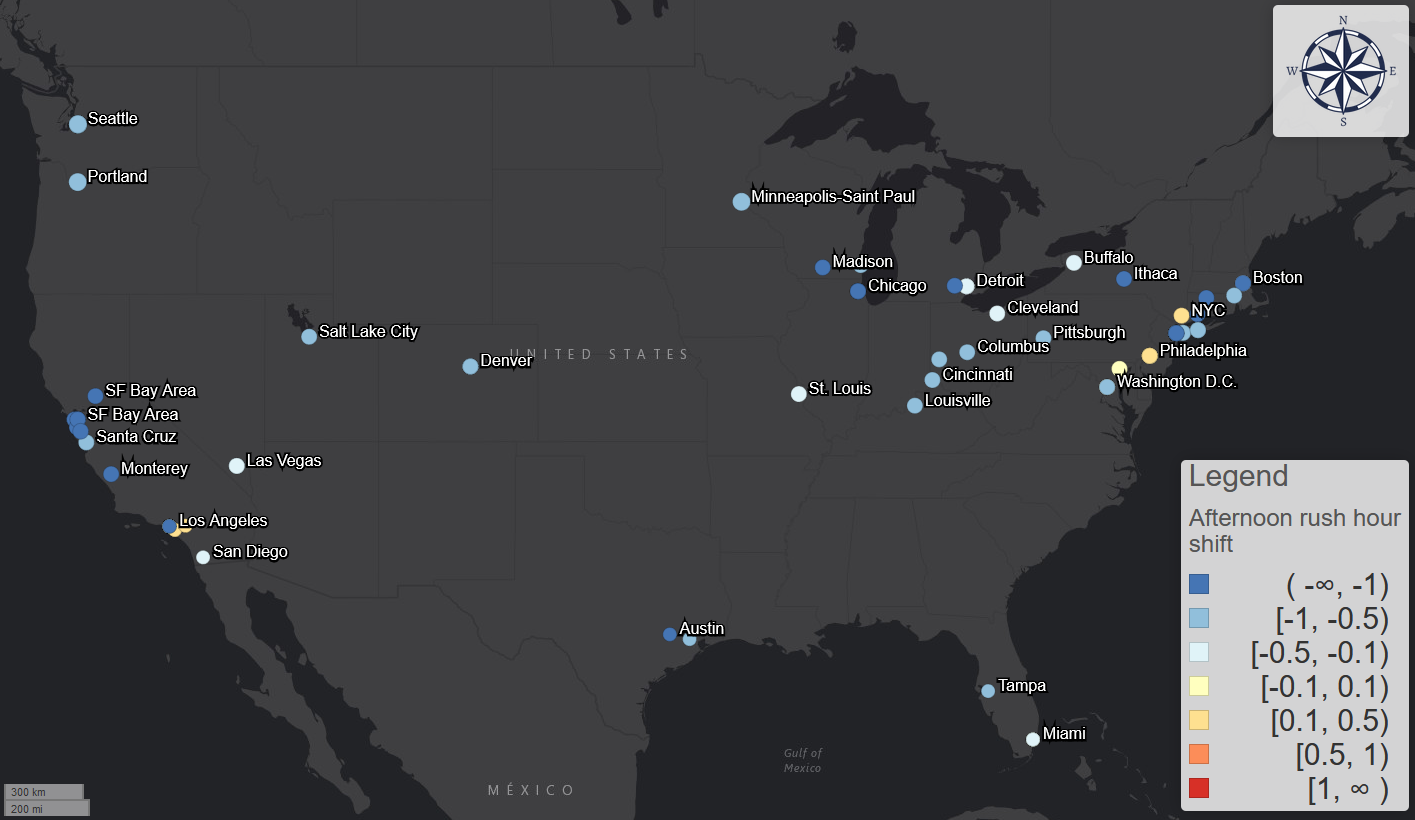 N
W
E
S
Seattle
Portland
Minneapolis-Saint Paul
Madison
Chicago
Detroit
Buffalo
Ithaca
Boston
Cleveland
NYC
Salt Lake City
Denver
UNITED STATES
Columbus
Pittsburgh
Philadelphia
Cincinnati
Washington D.C.
St. Louis
Louisville
SF Bay Area
SF Bay Area
Santa Cruz
Monterey
Las Vegas
Los Angeles
San Diego
Austin
Tampa
Miami
Gulf of
Mexico
MÉXICO
300 km
200 mi
Legend
Afternoon rush hour
shift
( -∞, -1)
[-1, -0.5)
[-0.5, -0.1)
[-0.1, 0.1)
[0.1, 0.5)
[0.5, 1)
[1, ∞ )